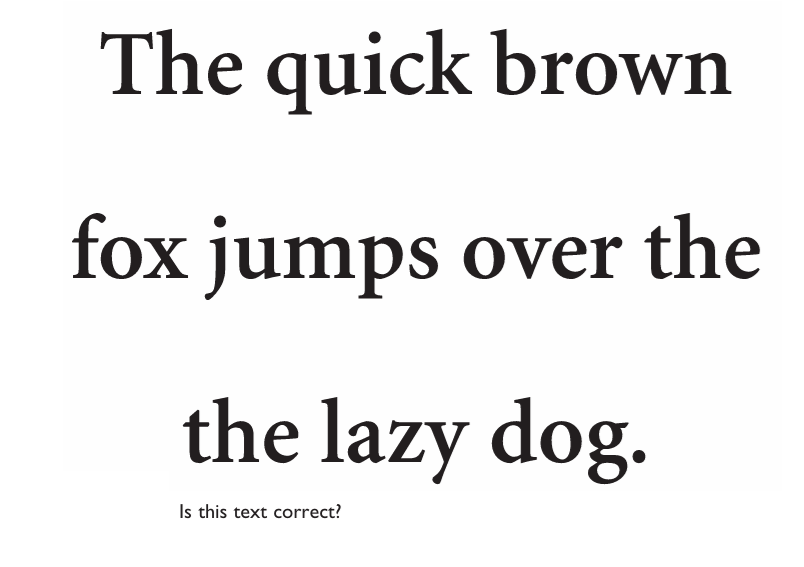 The quick brown
fox jumps over the
the lazy dog.
Is this text correct?